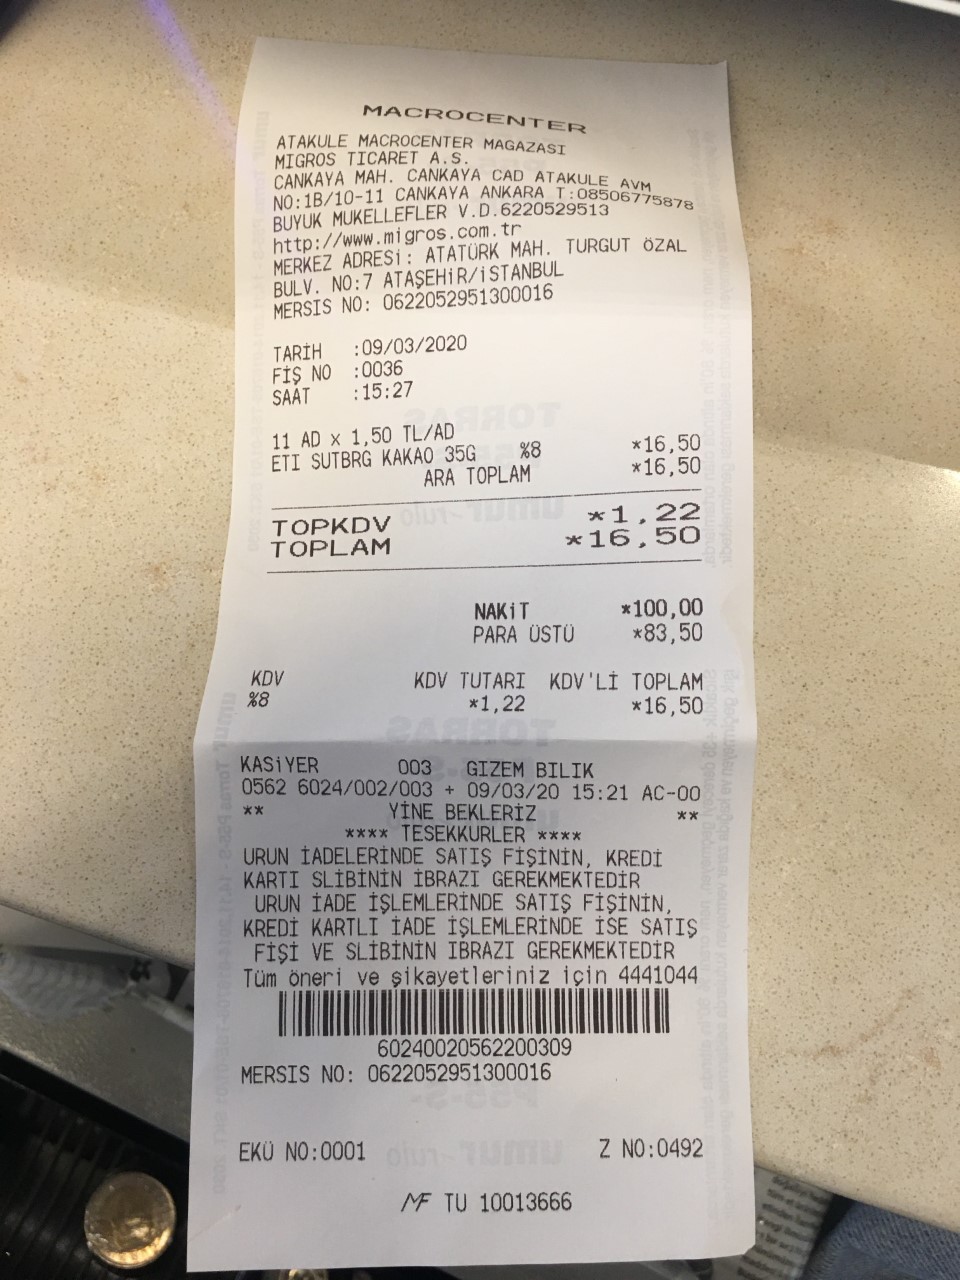 MACROCENTER
ATAKULE MACROCENTER MAGAZASI
MIGROS TICARET A.S.
CANKAYA MAH. CANKAYA CAD ATAKULE AVM
NO:1B/10-11 CANKAYA ANKARA T:08506775878
BUYUK MUKELLEFLER V.D.6220529513
http://www.migros.com.tr
MERKEZ ADRESİ: ATATÜRK MAH. TURGUT ÖZAL
BULV. NO:7 ATAŞEHİR/İSTANBUL
MERSIS NO: 0622052951300016
TARİH :09/03/2020
FİŞ NO :0036
SAAT :15:27
11 AD x 1,50 TL/AD
ETI SUTBRG KAKAO 35G %8 *16,50
ARA TOPLAM *16,50
TOPKDV *1,22
TOPLAM *16,50
NAKİT *100,00
PARA ÜSTÜ *83,50
KDV KDV TUTARI KDV'Lİ TOPLAM
%8 *1,22 *16,50
KASİYER 003 GIZEM BILIK
0562 6024/002/003 + 09/03/20 15:21 AC-00
** YİNE BEKLERİZ **
**** TESEKKURLER ****
URUN İADELERINDE SATIŞ FİŞİNİN, KREDİ
KARTI SLİBİNİN İBRAZI GEREKMEKTEDİR
URUN İADE İŞLEMLERİNDE SATIŞ FİŞİNİN,
KREDİ KARTLI İADE İŞLEMLERİNDE İSE SATIŞ
FİŞİ VE SLİBİNİN IBRAZI GEREKMEKTEDİR
Tüm öneri ve şikayetleriniz için 4441044
60240020562200309
MERSIS NO: 0622052951300016
EKÜ NO:0001 Z NO:0492
MF TU 10013666